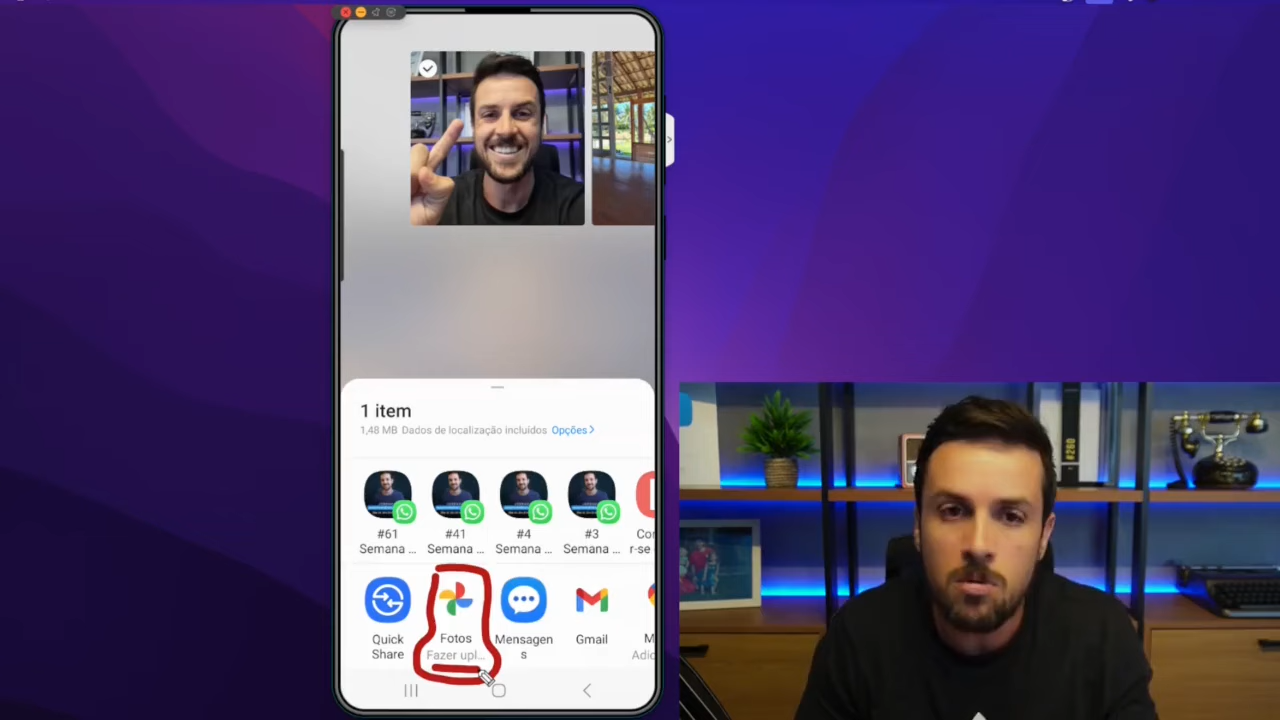 1 item
1,48 MB Dados de localização incluídos Opções >
#61
Semana ...
#41
Semana ...
#4
Semana ...
#3
Semana ...
Quick
Share
Fotos
Fazer upl...
Mensagen
s
Gmail
#260